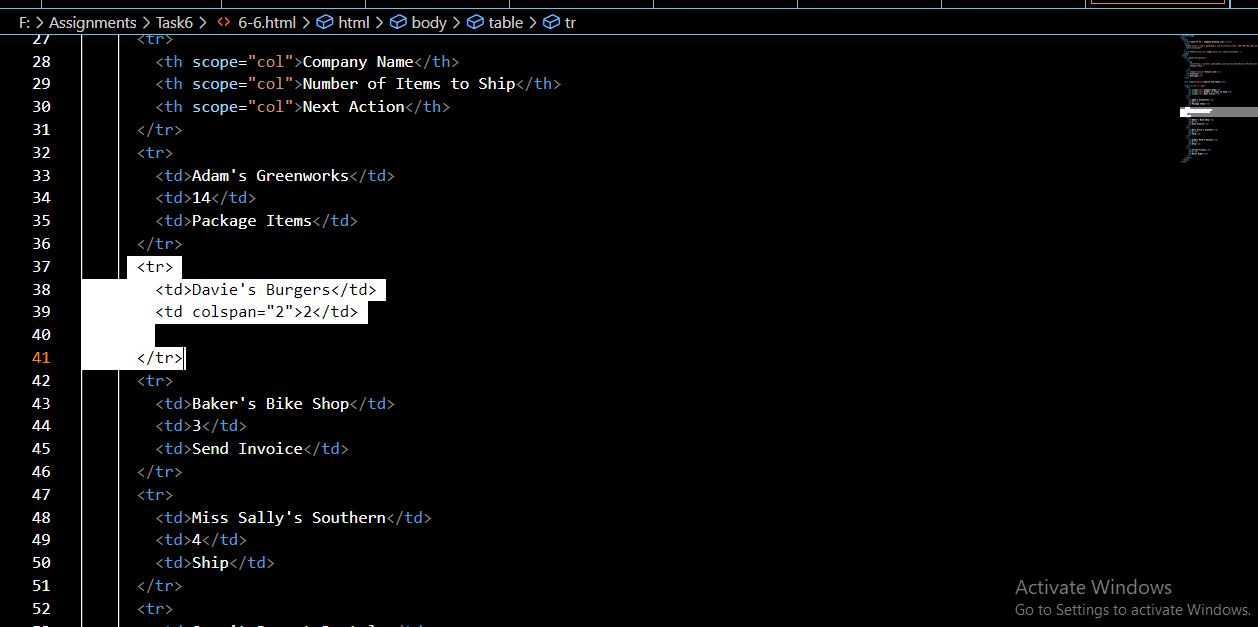 F: > Assignments > Task6 > <> 6-6.html > html > body > table > tr
27 <tr>
28 <th scope="col">Company Name</th>
29 <th scope="col">Number of Items to Ship</th>
30 <th scope="col">Next Action</th>
31 </tr>
32 <tr>
33 <td>Adam's Greenworks</td>
34 <td>14</td>
35 <td>Package Items</td>
36 </tr>
37 <tr>
38 <td>Davie's Burgers</td>
39 <td colspan="2">2</td>
40
41 </tr>
42 <tr>
43 <td>Baker's Bike Shop</td>
44 <td>3</td>
45 <td>Send Invoice</td>
46 </tr>
47 <tr>
48 <td>Miss Sally's Southern</td>
49 <td>4</td>
50 <td>Ship</td>
51 </tr>
52 <tr>
Activate Windows
Go to Settings to activate Windows.